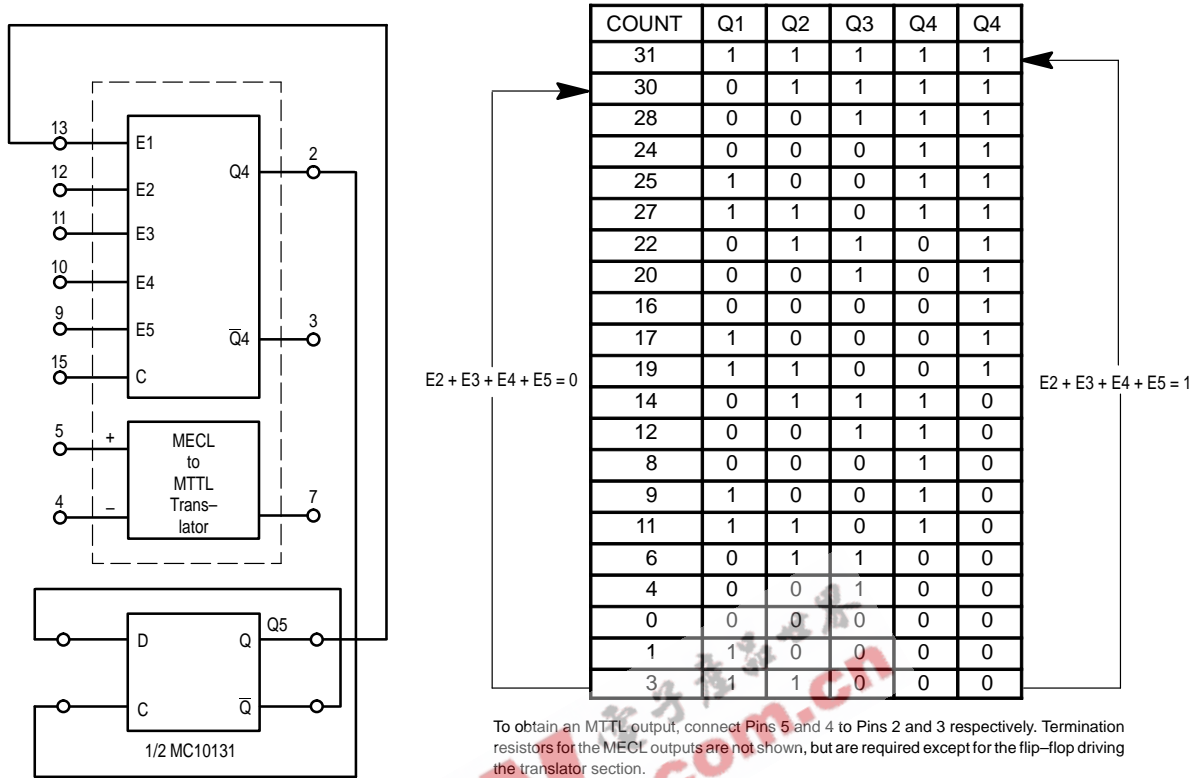 13
E1
12
E2
11
E3
10
E4
9
E5
15
C
Q4
2
Q4
3
5
+
4
–
MECL
to
MTTL
Trans–
lator
7
D
Q
Q5
C
Q
1/2 MC10131
COUNT Q1 Q2 Q3 Q4 Q4
31 1 1 1 1 1
30 0 1 1 1 1
28 0 0 1 1 1
24 0 0 0 1 1
25 1 0 0 1 1
27 1 1 0 1 1
22 0 1 1 0 1
20 0 0 1 0 1
16 0 0 0 0 1
17 1 0 0 0 1
19 1 1 0 0 1
14 0 1 1 1 0
12 0 0 1 1 0
8 0 0 0 1 0
9 1 0 0 1 0
11 1 1 0 1 0
6 0 1 1 0 0
4 0 0 1 0 0
0 0 0 0 0 0
1 1 0 0 0 0
3 1 1 0 0 0
E2 + E3 + E4 + E5 = 0
E2 + E3 + E4 + E5 = 1
To obtain an MTTL output, connect Pins 5 and 4 to Pins 2 and 3 respectively. Termination
resistors for the MECL outputs are not shown, but are required except for the flip–flop driving
the translator section.
电子產品世界
.com.cn